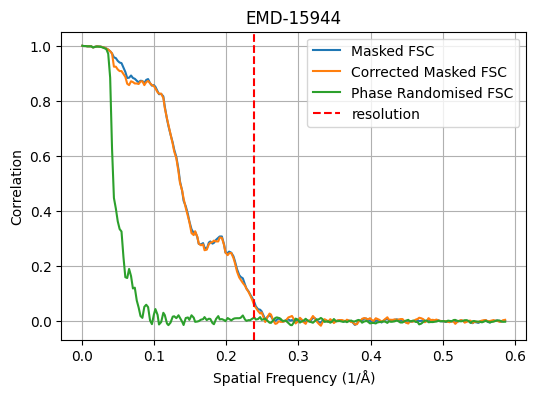 EMD-15944
Masked FSC
Corrected Masked FSC
Phase Randomised FSC
resolution
Correlation
1.0
0.8
0.6
0.4
0.2
0.0
0.0 0.1 0.2 0.3 0.4 0.5 0.6
Spatial Frequency (1/Å)